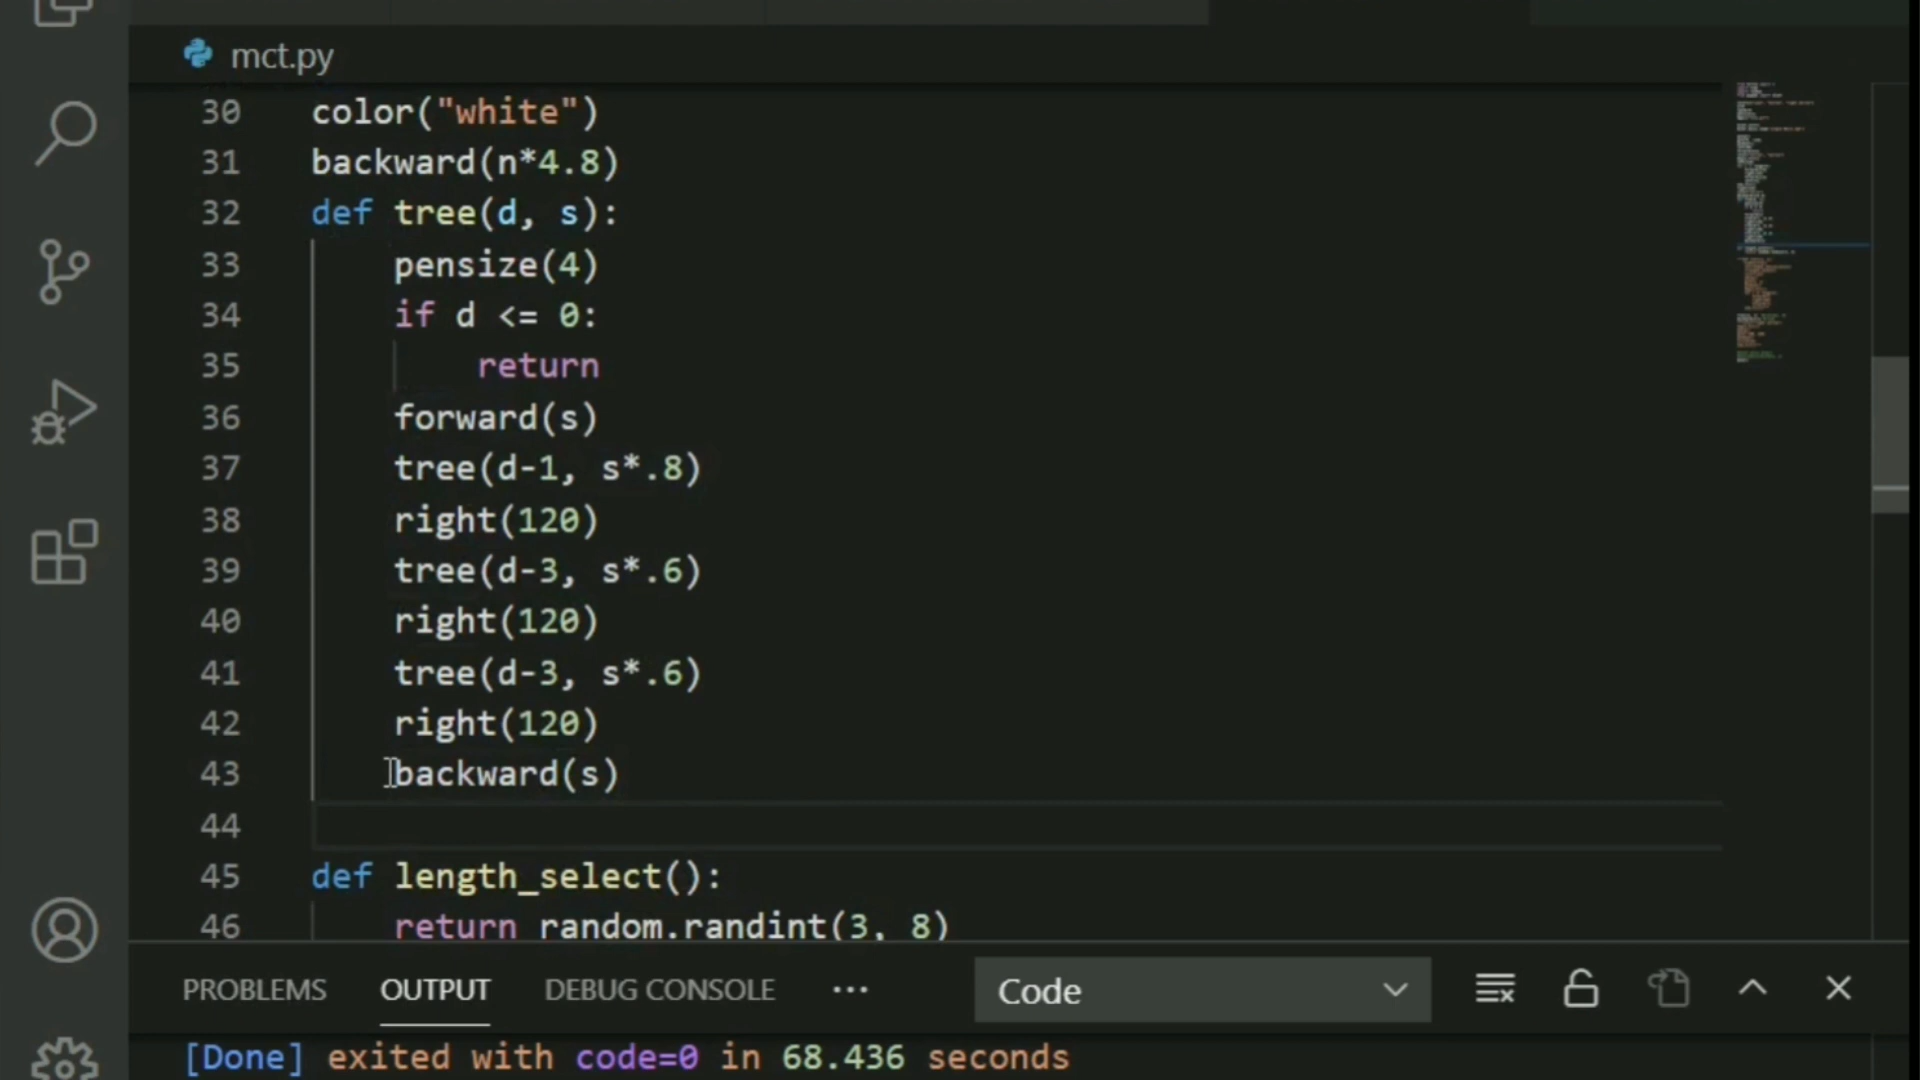 mct.py
30 color("white")
31 backward(n*4.8)
32 def tree(d, s):
33 pensize(4)
34 if d <= 0:
35 return
36 forward(s)
37 tree(d-1, s*.8)
38 right(120)
39 tree(d-3, s*.6)
40 right(120)
41 tree(d-3, s*.6)
42 right(120)
43 backward(s)
44
45 def length_select():
46 return random.randint(3, 8)
PROBLEMS OUTPUT DEBUG CONSOLE ··· Code
[Done] exited with code=0 in 68.436 seconds